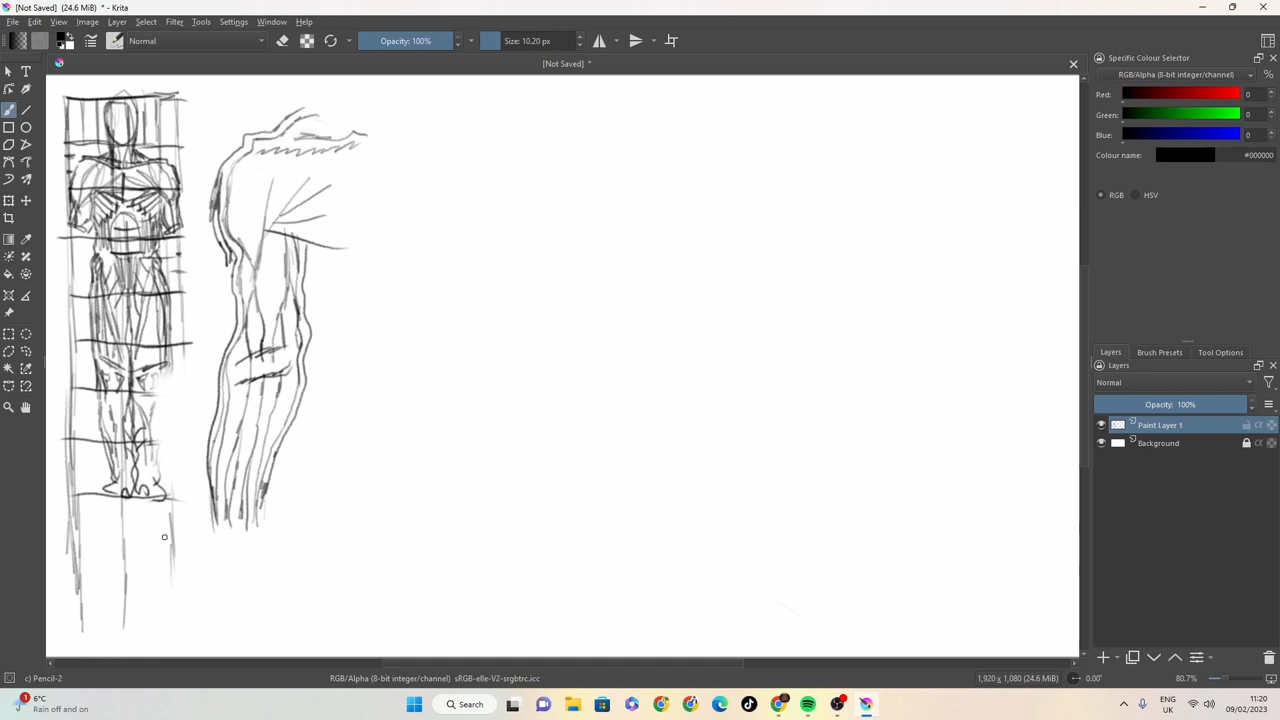 [Not Saved] (24.6 MiB) * - Krita
File Edit View Image Layer Select Filter Tools Settings Window Help
Normal
Opacity: 100%
Size: 10.20 px
[Not Saved] *
Specific Colour Selector
RGB/Alpha (8-bit integer/channel)
%
Red: 0
Green: 0
Blue: 0
Colour name: #000000
RGB HSV
Layers Brush Presets Tool Options
Layers
Normal
Opacity: 100%
Paint Layer 1
Background
c) Pencil-2
RGB/Alpha (8-bit integer/channel) sRGB-elle-V2-srgbtrc.icc
1,920 x 1,080 (24.6 MiB)
0.00°
80.7%
1
6°C
Rain off and on
Search
ENG
UK
11:20
09/02/2023